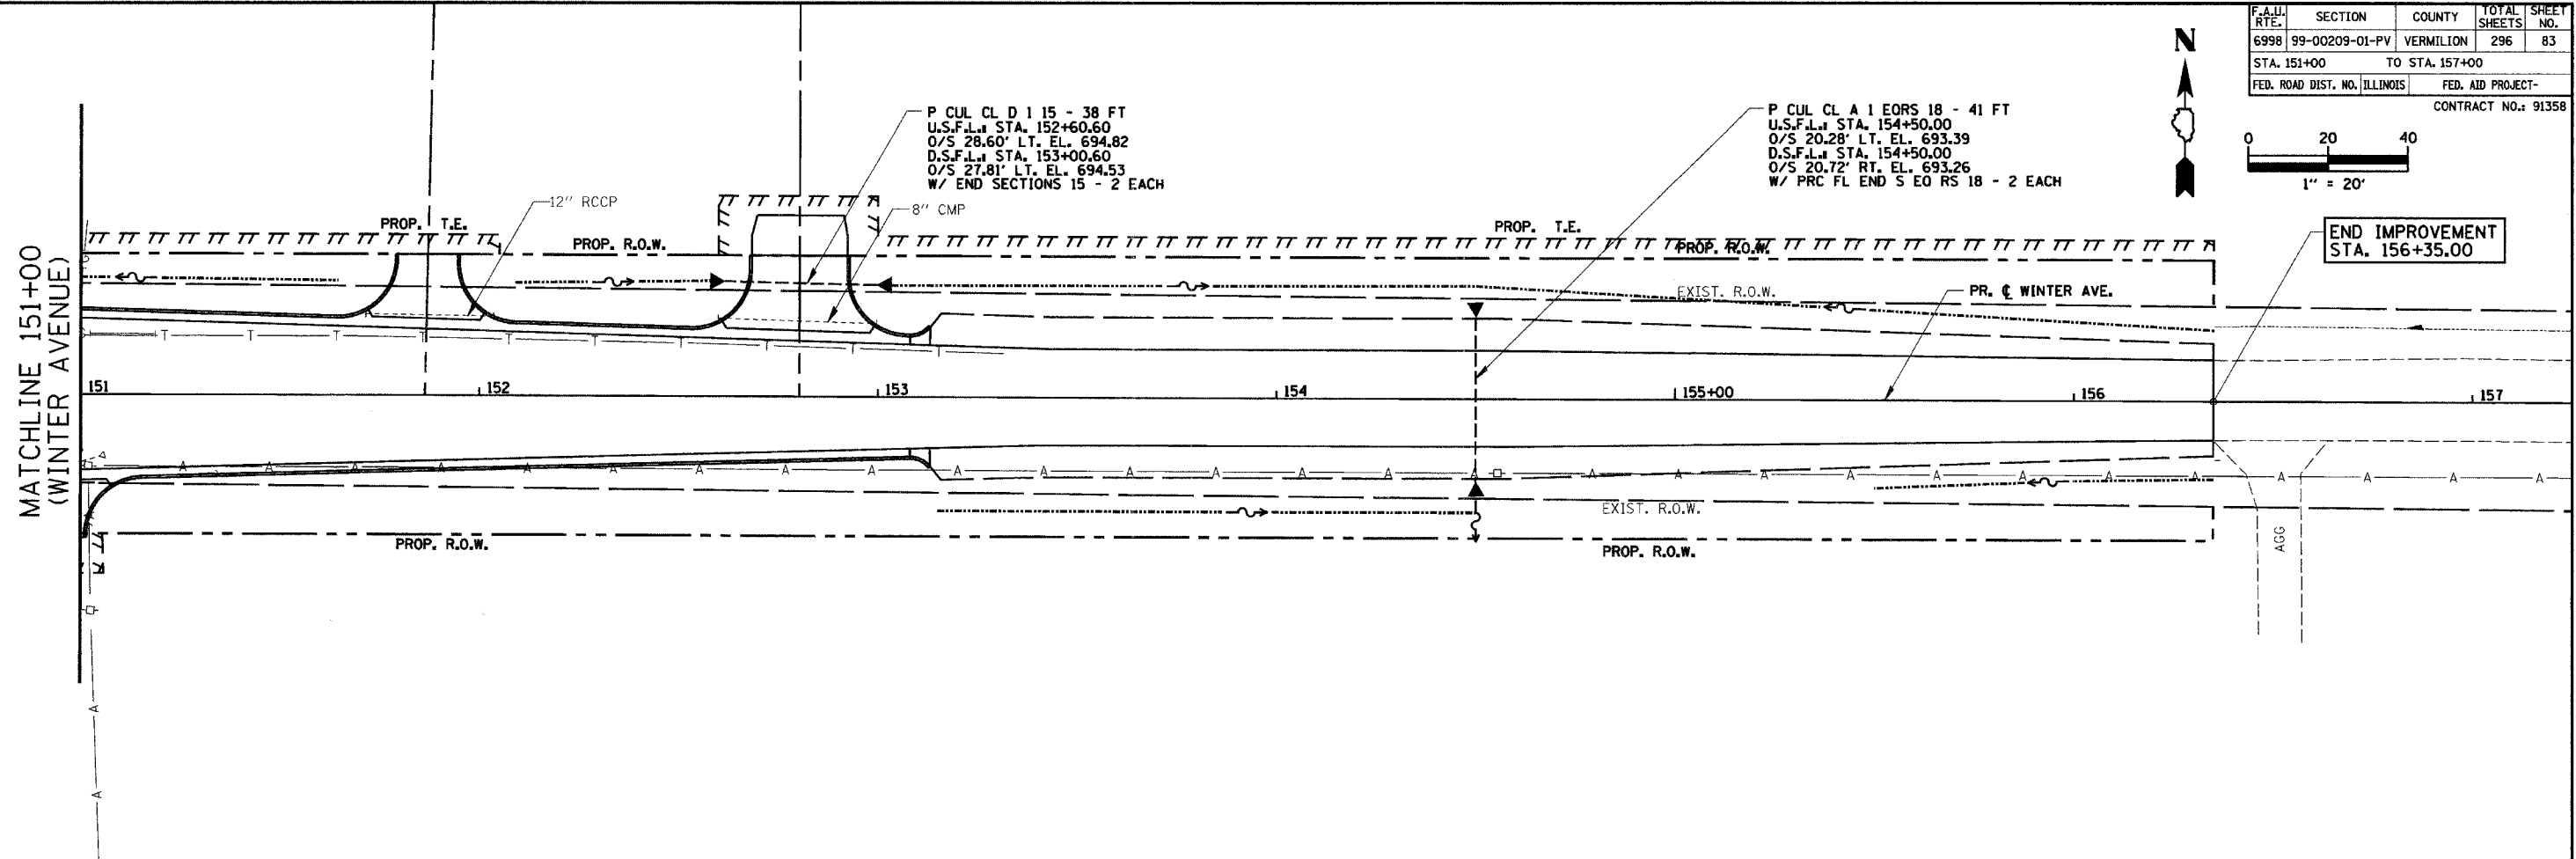 F.A.U. RTE. SECTION COUNTY TOTAL SHEETS SHEET NO.
6998 99-00209-01-PV VERMILION 296 83
STA. 151+00 TO STA. 157+00
FED. ROAD DIST. NO. ILLINOIS FED. AID PROJECT-
CONTRACT NO.: 91358
N
0 20 40
1" = 20'
P CUL CL D 1 15 - 38 FT
U.S.F.L.: STA. 152+60.60
O/S 28.60' LT. EL. 694.82
D.S.F.L.: STA. 153+00.60
O/S 27.81' LT. EL. 694.53
W/ END SECTIONS 15 - 2 EACH
P CUL CL A 1 EQRS 18 - 41 FT
U.S.F.L.: STA. 154+50.00
O/S 20.28' LT. EL. 693.39
D.S.F.L.: STA. 154+50.00
O/S 20.72' RT. EL. 693.26
W/ PRC FL END S EQ RS 18 - 2 EACH
12" RCCP
8" CMP
PROP. T.E.
PROP. R.O.W.
PROP. T.E.
PROP. R.O.W.
END IMPROVEMENT
STA. 156+35.00
EXIST. R.O.W.
PR. ℄ WINTER AVE.
MATCHLINE 151+00
(WINTER AVENUE)
T T T T T T T T T T
151 152 153 154 155+00 156 157
A A A A A A A A A A A A A A A A A A A A A A A A A A A A
EXIST. R.O.W.
PROP. R.O.W.
PROP. R.O.W.
AGG
A
A